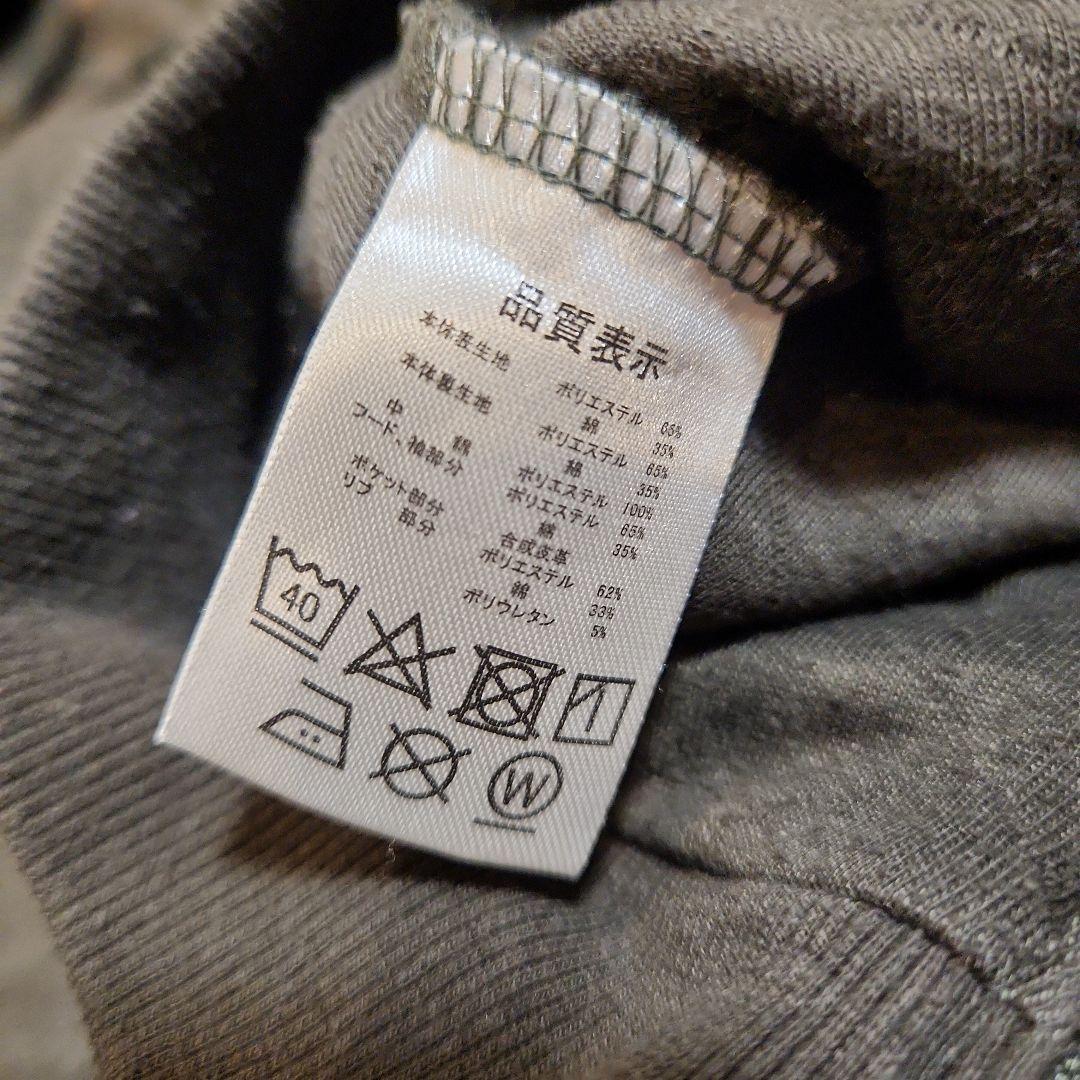 品質表示
本体表生地 ポリエステル 65%
綿 35%
本体裏生地 ポリエステル 65%
綿 35%
中綿 ポリエステル 100%
フード、袖部分 ポリエステル 65%
綿 35%
ポケット部分 合成皮革
リブ部分 ポリエステル 62%
綿 33%
ポリウレタン 5%
40
W